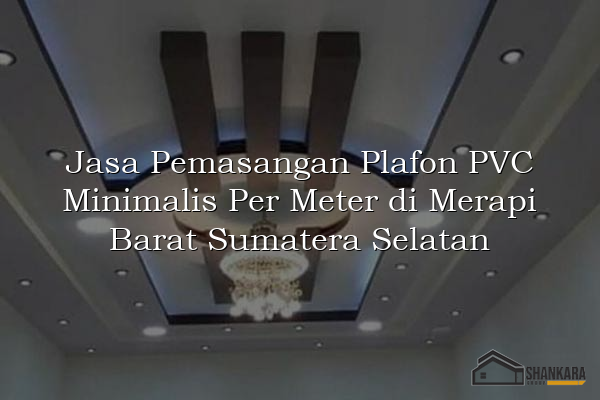 Jasa Pemasangan Plafon PVC
Minimalis Per Meter di Merapi
Barat Sumatera Selatan
SHANKARA